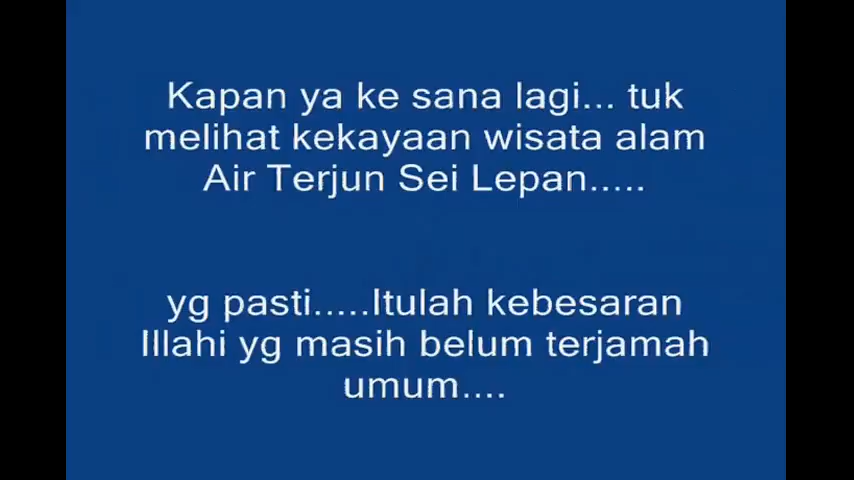 Kapan ya ke sana lagi... tuk
melihat kekayaan wisata alam
Air Terjun Sei Lepan.....
yg pasti.....Itulah kebesaran
Illahi yg masih belum terjamah
umum....